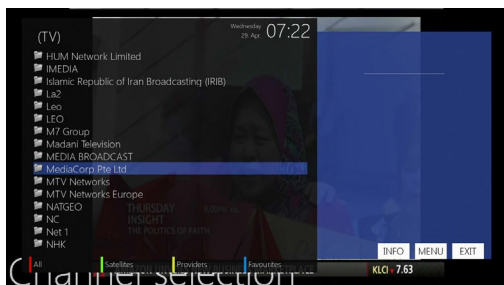 (TV)
Wednesday
29. Apr. 07:22
HUM Network Limited
IMEDIA
Islamic Republic of Iran Broadcasting (IRIB)
La2
Leo
LEO
M7 Group
Madani Television
MEDIA BROADCAST
MediaCorp Pte Ltd
MTV Networks
MTV Networks Europe
NATGEO
NC
Net 1
NHK
THURSDAY
INSIGHT
THE POLITICS OF FAITH
INFO MENU EXIT
All Satellites Providers Favourites
Channel selection
KLCI 7.63